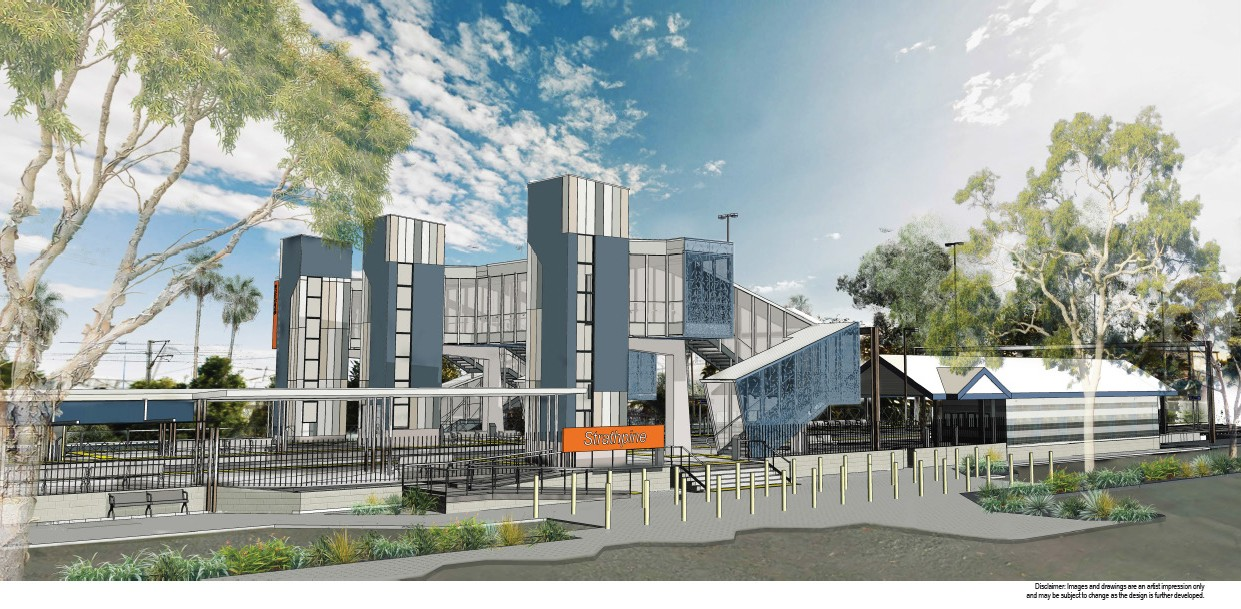 Strathpine
Disclaimer: Images and drawings are an artist impression only
and may be subject to change as the design is further developed.